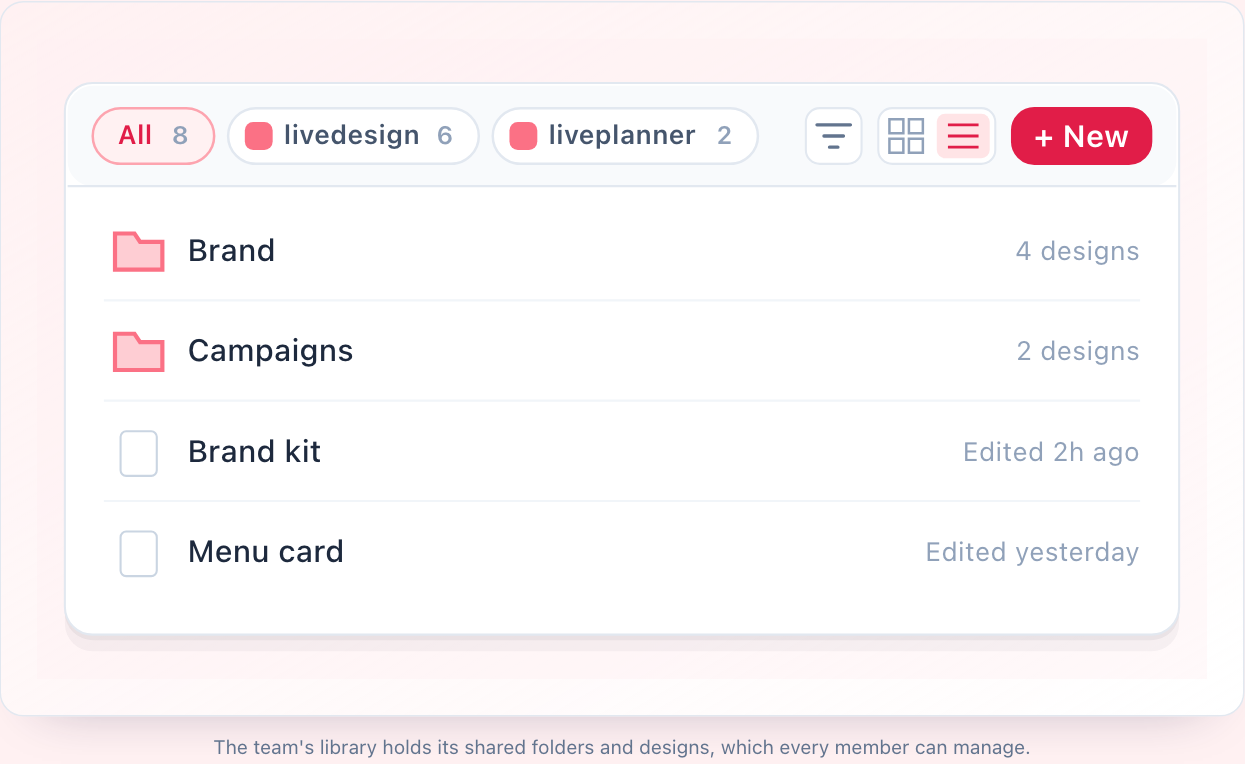 All 8 livedesign 6 liveplanner 2 + New
Brand 4 designs
Campaigns 2 designs
Brand kit Edited 2h ago
Menu card Edited yesterday
The team's library holds its shared folders and designs, which every member can manage.